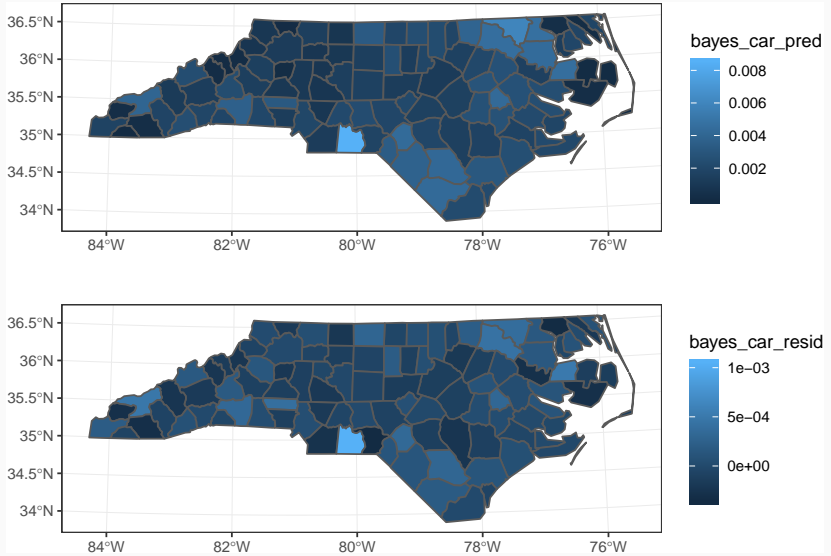 36.5°N
36°N
35.5°N
35°N
34.5°N
34°N
84°W
82°W
80°W
78°W
76°W
bayes_car_pred
0.008
0.006
0.004
0.002
36.5°N
36°N
35.5°N
35°N
34.5°N
34°N
84°W
82°W
80°W
78°W
76°W
bayes_car_resid
1e−03
5e−04
0e+00